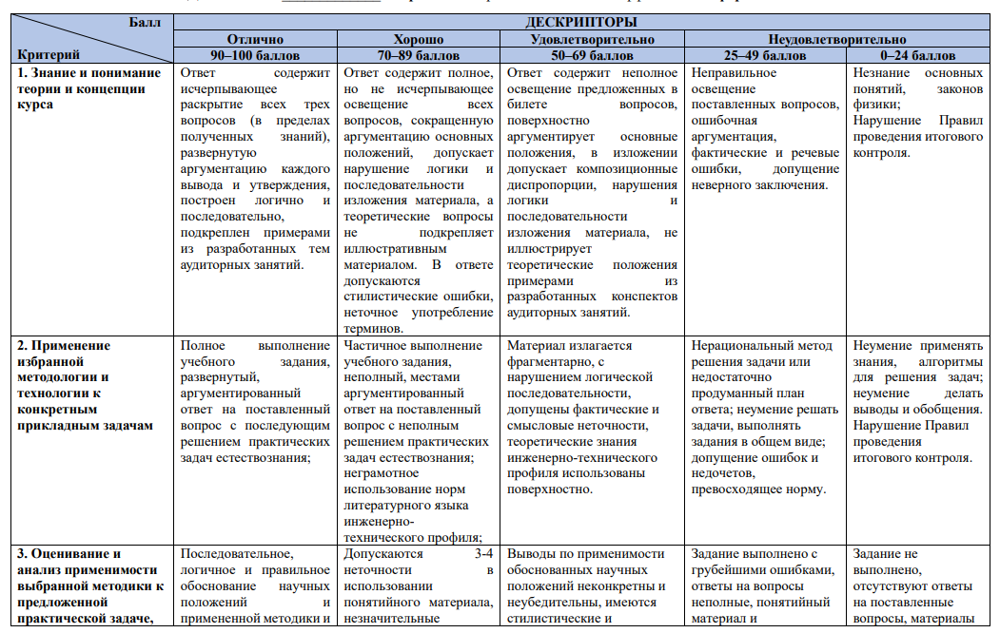 Балл
Критерий
ДЕСКРИПТОРЫ
Отлично
Хорошо
Удовлетворительно
Неудовлетворительно
90–100 баллов
70–89 баллов
50–69 баллов
25–49 баллов
0–24 баллов
1. Знание и понимание
теории и концепции
курса
Ответ содержит
исчерпывающее
раскрытие всех трех
вопросов (в пределах
полученных знаний),
развернутую
аргументацию каждого
вывода и утверждения,
построен логично и
последовательно,
подкреплен примерами
из разработанных тем
аудиторных занятий.
Ответ содержит полное,
но не исчерпывающее
освещение всех
вопросов, сокращенную
аргументацию основных
положений, допускает
нарушение логики и
последовательности
изложения материала, а
теоретические вопросы
не подкрепляет
иллюстративным
материалом. В ответе
допускаются
стилистические ошибки,
неточное употребление
терминов.
Ответ содержит неполное
освещение предложенных в
билете вопросов,
поверхностно
аргументирует основные
положения, в изложении
допускает композиционные
диспропорции, нарушения
логики и
последовательности
изложения материала, не
иллюстрирует
теоретические положения
примерами из
разработанных конспектов
аудиторных занятий.
Неправильное
освещение
поставленных вопросов,
ошибочная
аргументация,
фактические и речевые
ошибки, допущение
неверного заключения.
Незнание основных
понятий, законов
физики;
Нарушение Правил
проведения итогового
контроля.
2. Применение
избранной
методологии и
технологии к
конкретным
прикладным задачам
Полное выполнение
учебного задания,
развернутый,
аргументированный
ответ на поставленный
вопрос с последующим
решением практических
задач естествознания;
Частичное выполнение
учебного задания,
неполный, местами
аргументированный
ответ на поставленный
вопрос с неполным
решением практических
задач естествознания;
неграмотное
использование норм
литературного языка
инженерно-
технического профиля;
Материал излагается
фрагментарно, с
нарушением логической
последовательности,
допущены фактические и
смысловые неточности,
теоретические знания
инженерно-технического
профиля использованы
поверхностно.
Нерациональный метод
решения задачи или
недостаточно
продуманный план
ответа; неумение решать
задачи, выполнять
задания в общем виде;
допущение ошибок и
недочетов,
превосходящее норму.
Неумение применять
знания, алгоритмы
для решения задач;
неумение делать
выводы и обобщения.
Нарушение Правил
проведения
итогового контроля.
3. Оценивание и
анализ применимости
выбранной методики к
предложенной
практической задаче,
Последовательное,
логичное и правильное
обоснование научных
положений и
примененной методики и
Допускаются 3-4
неточности в
использовании
понятийного материала,
незначительные
Выводы по применимости
обоснованных научных
положений неконкретны и
неубедительны, имеются
стилистические и
Задание выполнено с
грубейшими ошибками,
ответы на вопросы
неполные, понятийный
материал и
Задание не
выполнено,
отсутствуют ответы
на поставленные
вопросы, материалы